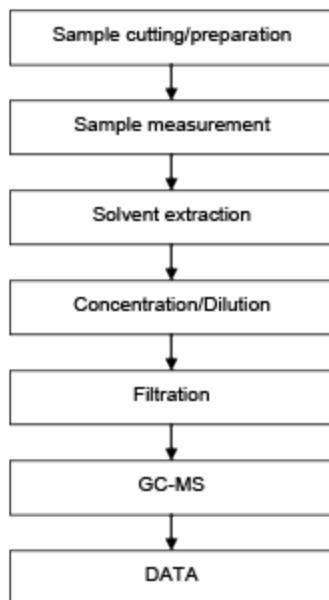 Sample cutting/preparation
Sample measurement
Solvent extraction
Concentration/Dilution
Filtration
GC-MS
DATA